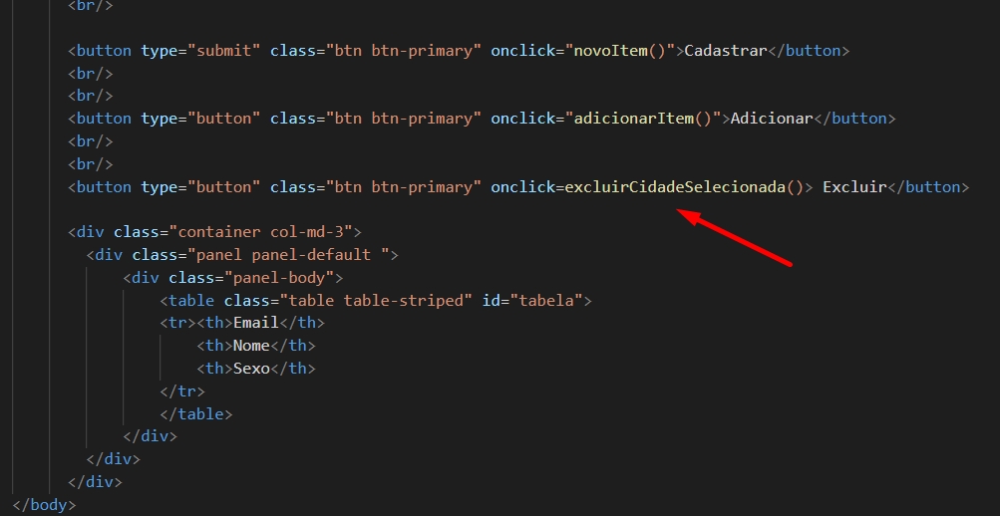 <br/>
<button type="submit" class="btn btn-primary" onclick="novoItem()">Cadastrar</button>
<br/>
<br/>
<button type="button" class="btn btn-primary" onclick="adicionarItem()">Adicionar</button>
<br/>
<br/>
<button type="button" class="btn btn-primary" onclick=excluirCidadeSelecionada()> Excluir</button>
<div class="container col-md-3">
<div class="panel panel-default ">
<div class="panel-body">
<table class="table table-striped" id="tabela">
<tr><th>Email</th>
<th>Nome</th>
<th>Sexo</th>
</tr>
</table>
</div>
</div>
</div>
</body>